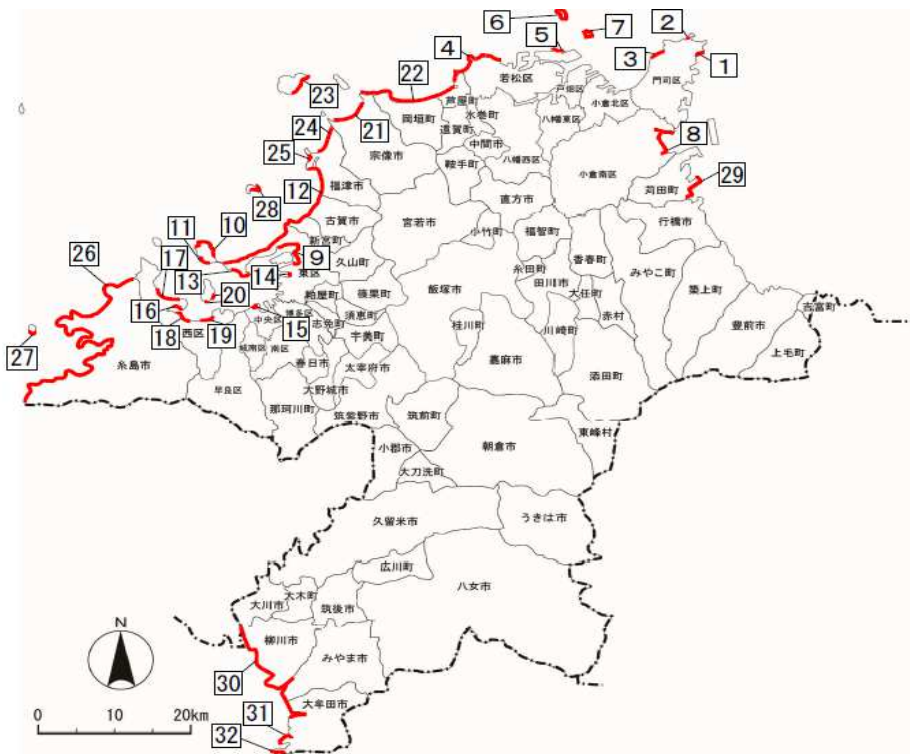 6
7
2
5
3
1
4
門司区
22
若松区
戸畑区
小倉北区
23
芦屋町
水巻町
岡垣町
遠賀町
八幡東区
24
21
中間市
8
宗像市
25
鞍手町
八幡西区
小倉南区
29
12
福津市
直方市
苅田町
28
行橋市
11
10
古賀市
宮若市
小竹町
福智町
新宮町
香春町
26
17
9
久山町
糸田町
みやこ町
13
14
東区
田川市
築上町
16
20
粕屋町
篠栗町
飯塚市
大任町
吉富町
博多区
中央区
志免町
須恵町
赤村
豊前市
27
18
西区
19
15
宇美町
桂川町
川崎町
城南区
南区
上毛町
糸島市
春日市
太宰府市
嘉麻市
添田町
早良区
大野城市
那珂川町
筑紫野市
筑前町
東峰村
小郡市
朝倉市
大刀洗町
うきは市
久留米市
広川町
八女市
大川市
大木町
筑後市
N
柳川市
みやま市
30
大牟田市
0 10 20km
31
32